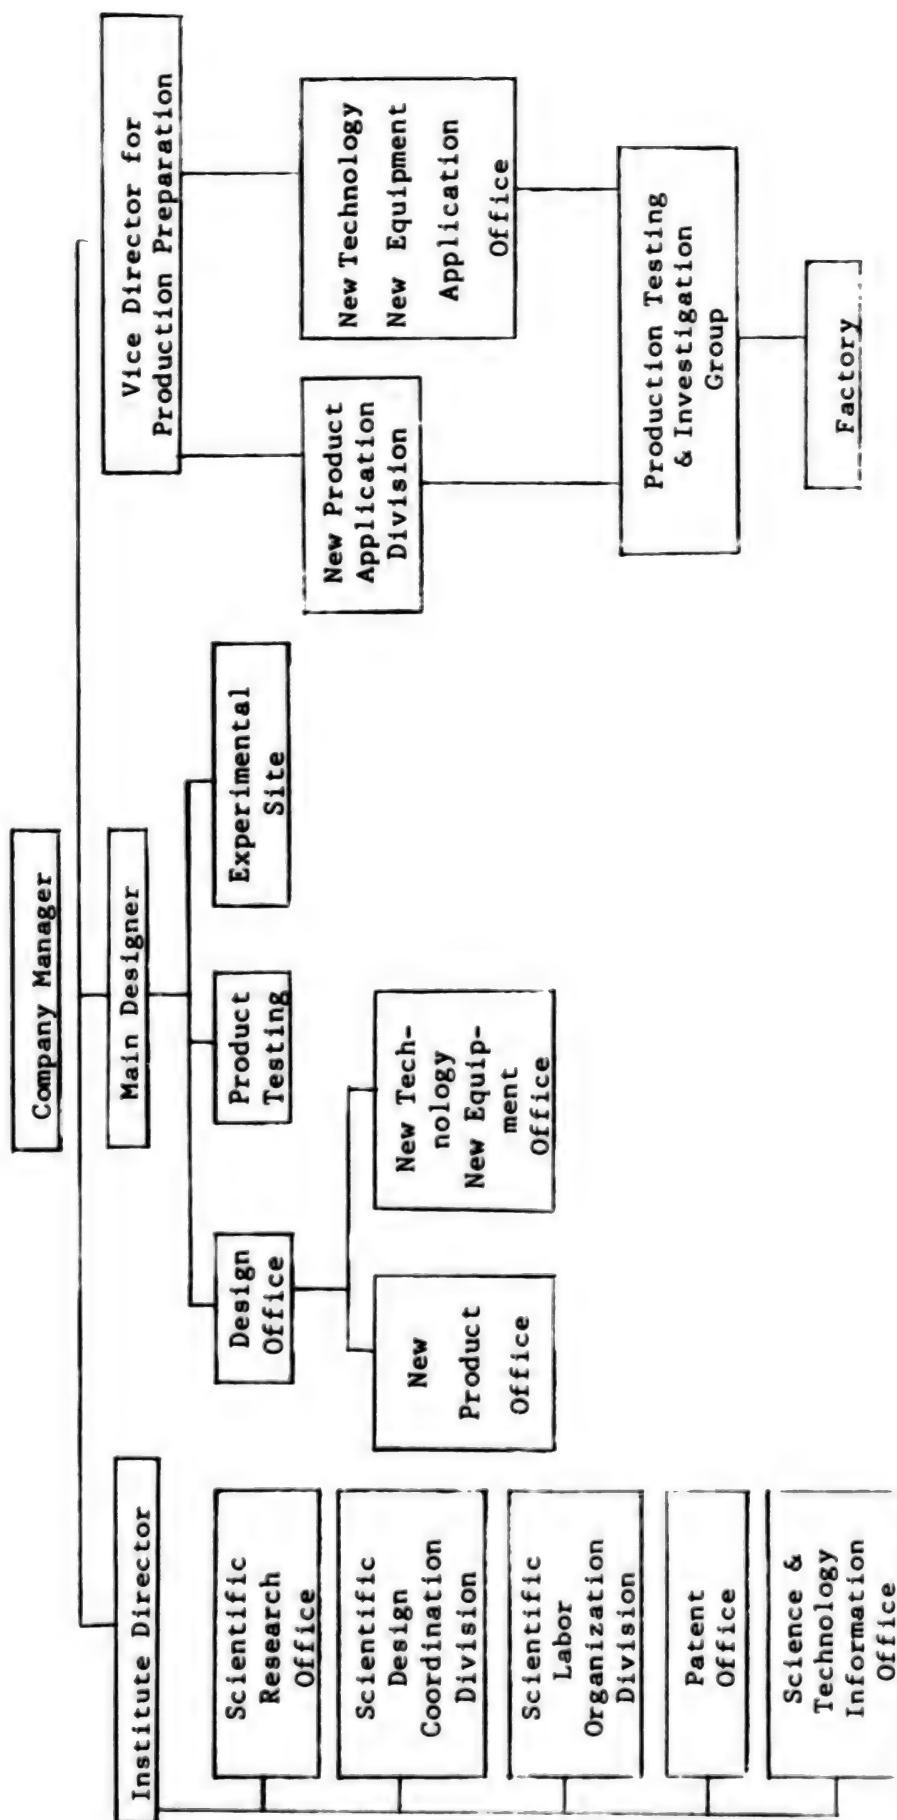 Company Manager
Institute Director
Main Designer
Vice Director for
Production Preparation
Scientific
Research
Office
Scientific
Design
Coordination
Division
Scientific
Labor
Organization
Division
Patent
Office
Science &
Technology
Information
Office
Design
Office
Product
Testing
Experimental
Site
New
Product
Office
New Tech-
nology
New Equip-
ment
Office
New Product
Application
Division
New Technology
New Equipment
Application
Office
Production Testing
& Investigation
Group
Factory